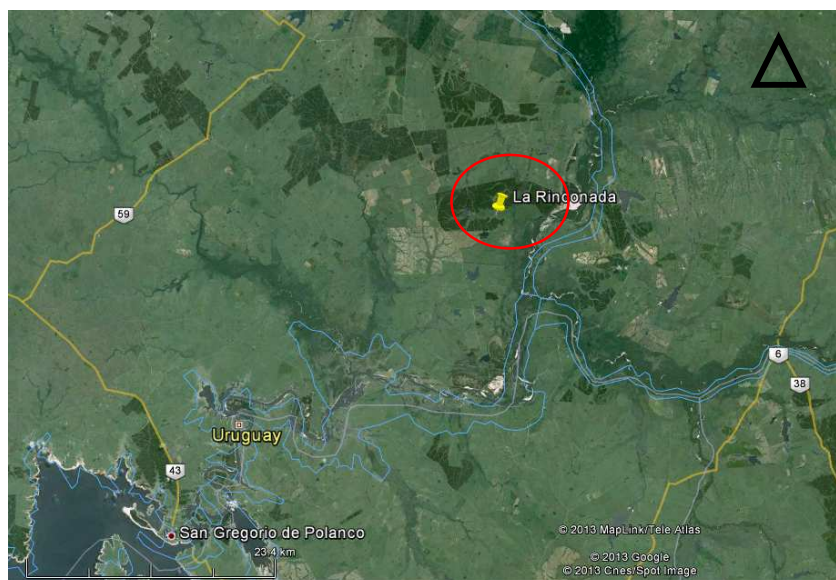 59
La Rinconada
6
38
Uruguay
43
San Gregorio de Polanco
23.4 km
© 2013 MapLink/Tele Atlas
© 2013 Google
© 2013 Cnes/Spot Image